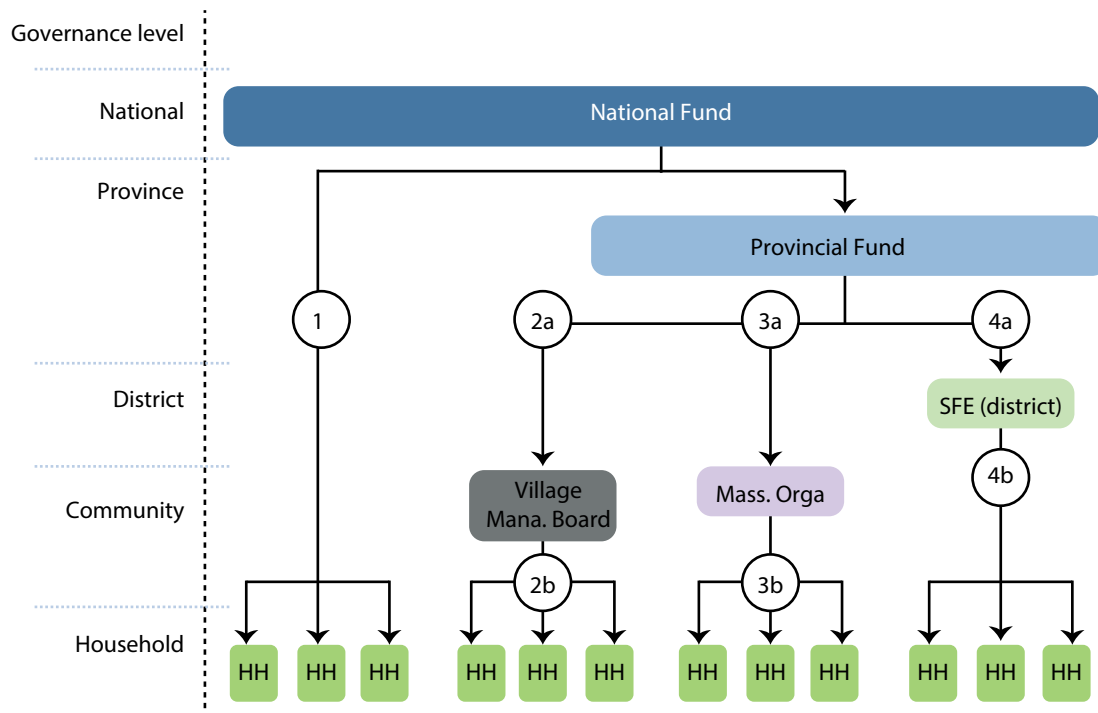 Governance level
National
National Fund
Province
Provincial Fund
1
2a
3a
4a
District
SFE (district)
4b
Community
Village
Mana. Board
Mass. Orga
2b
3b
Household
HH HH HH HH HH HH HH HH HH HH HH HH